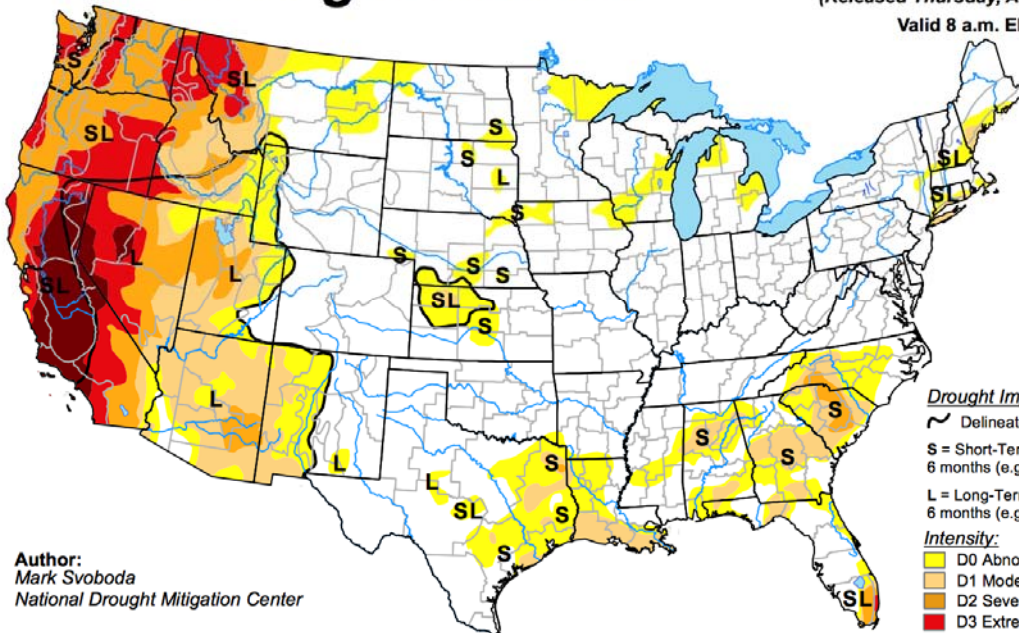 (Released Thursday, A
Valid 8 a.m. E
S
SL
SL
S
S
L
SL
SL
S
L
SL
L
S
S
S
SL
S
L
L
S
L
SL
S
S
S
S
S
SL
Drought Im
Delineat
S = Short-Ter
6 months (e.g
L = Long-Ter
6 months (e.g
Intensity:
D0 Abno
D1 Mode
D2 Seve
D3 Extre
Author:
Mark Svoboda
National Drought Mitigation Center